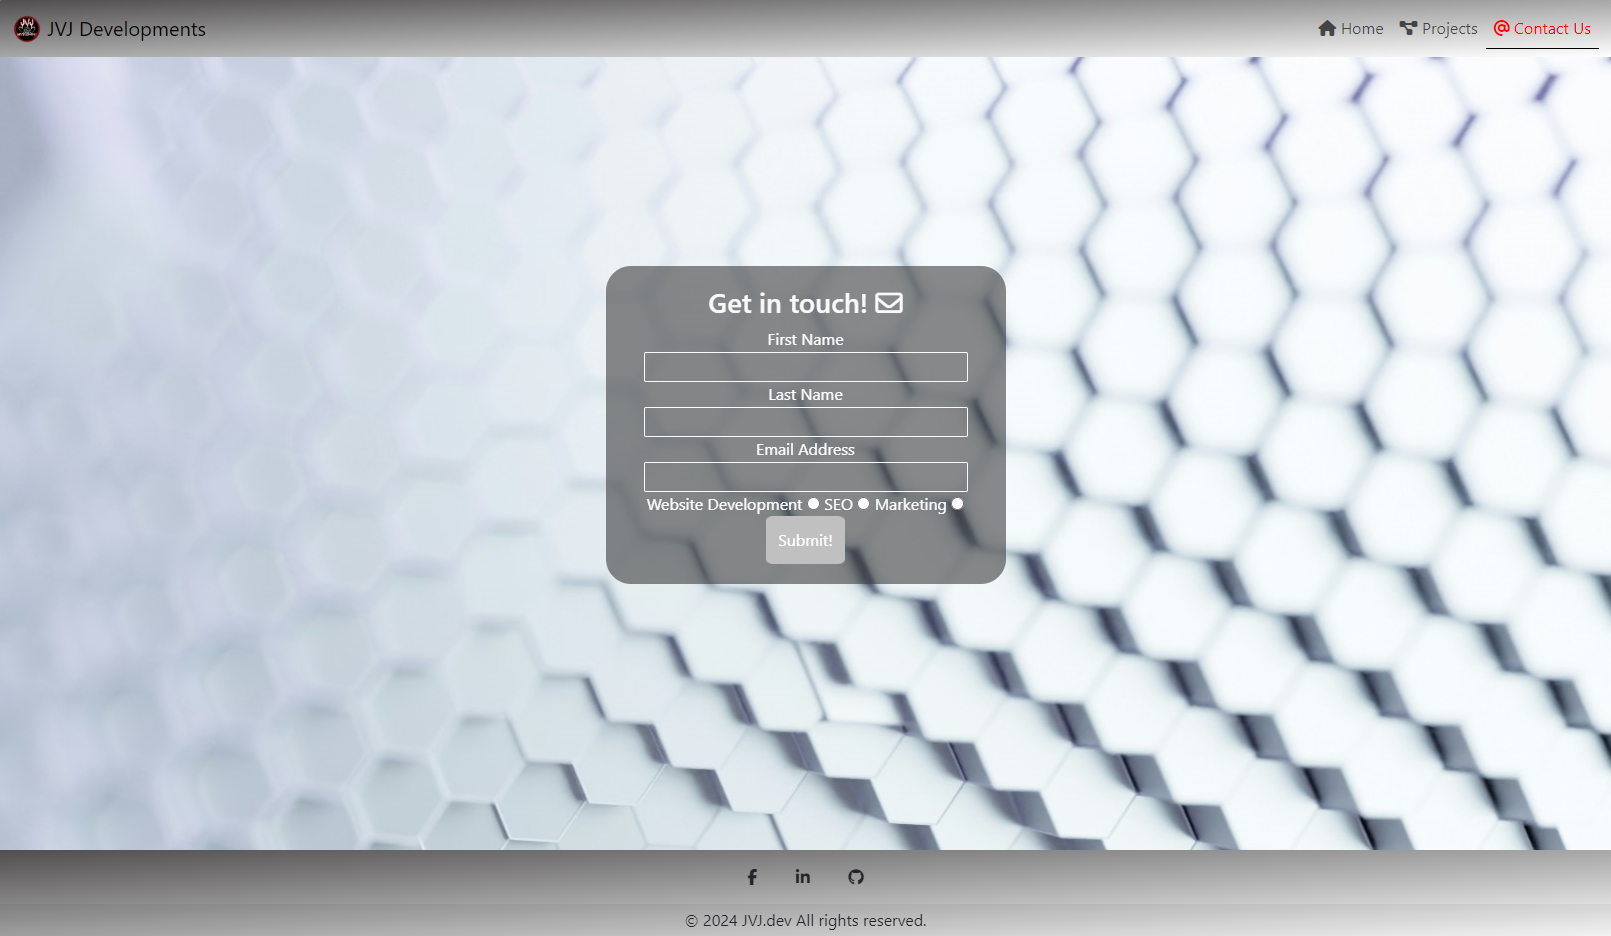 JVJ Developments
Home Projects Contact Us
Get in touch!
First Name
Last Name
Email Address
Website Development SEO Marketing
Submit!
© 2024 JVJ.dev All rights reserved.